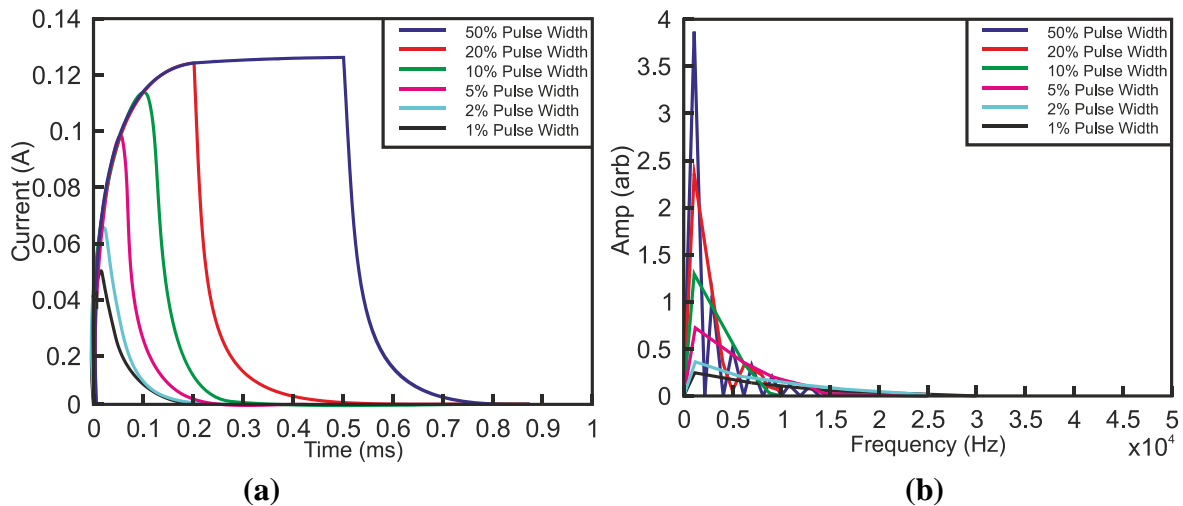 0.14
0.12
0.1
0.08
0.06
0.04
0.2
0
Current (A)
50% Pulse Width
20% Pulse Width
10% Pulse Width
5% Pulse Width
2% Pulse Width
1% Pulse Width
0 0.1 0.2 0.3 0.4 0.5 0.6 0.7 0.8 0.9 1
Time (ms)
(a)
4
3.5
3
2.5
2
1.5
1
0.5
0
Amp (arb)
50% Pulse Width
20% Pulse Width
10% Pulse Width
5% Pulse Width
2% Pulse Width
1% Pulse Width
0 0.5 1 1.5 2 2.5 3 3.5 4 4.5 5
Frequency (Hz)
x10⁴
(b)